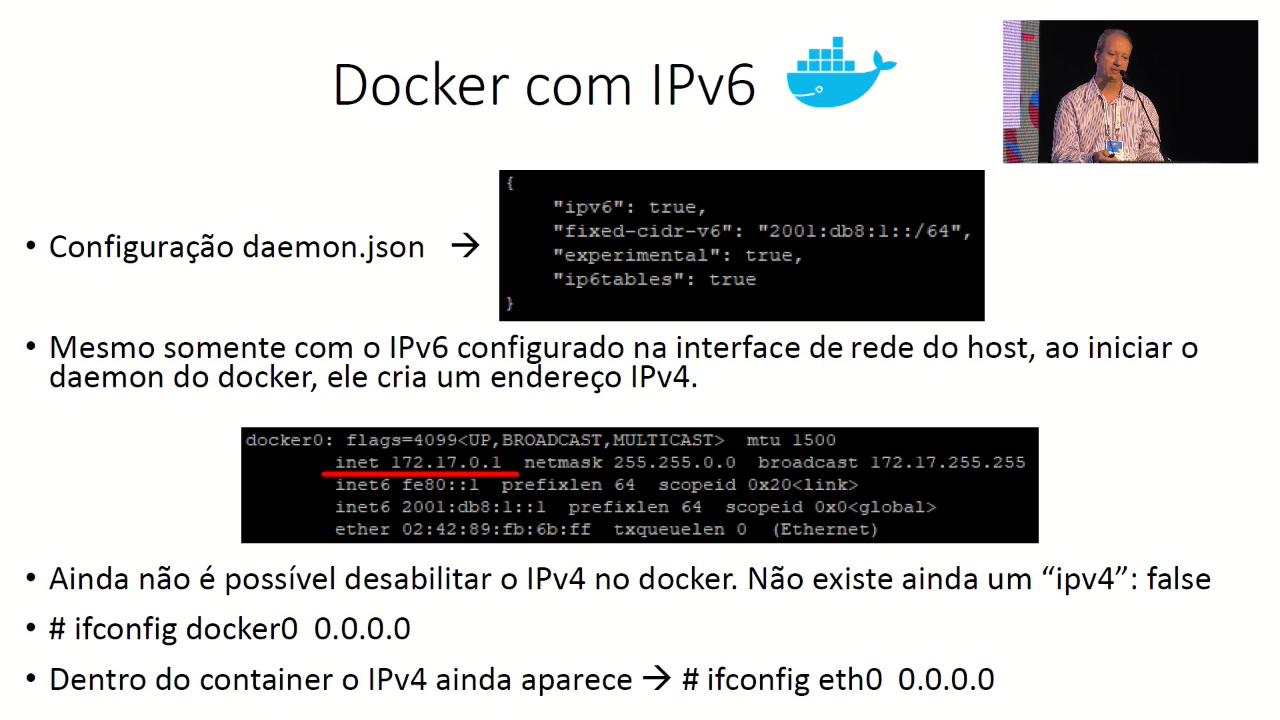 Docker com IPv6
• Configuração daemon.json →
{
"ipv6": true,
"fixed-cidr-v6": "2001:db8:1::/64",
"experimental": true,
"ip6tables": true
}
• Mesmo somente com o IPv6 configurado na interface de rede do host, ao iniciar o
daemon do docker, ele cria um endereço IPv4.
docker0: flags=4099<UP,BROADCAST,MULTICAST> mtu 1500
inet 172.17.0.1 netmask 255.255.0.0 broadcast 172.17.255.255
inet6 fe80::1 prefixlen 64 scopeid 0x20<link>
inet6 2001:db8:1::1 prefixlen 64 scopeid 0x0<global>
ether 02:42:89:fb:6b:ff txqueuelen 0 (Ethernet)
• Ainda não é possível desabilitar o IPv4 no docker. Não existe ainda um “ipv4”: false
• # ifconfig docker0 0.0.0.0
• Dentro do container o IPv4 ainda aparece → # ifconfig eth0 0.0.0.0